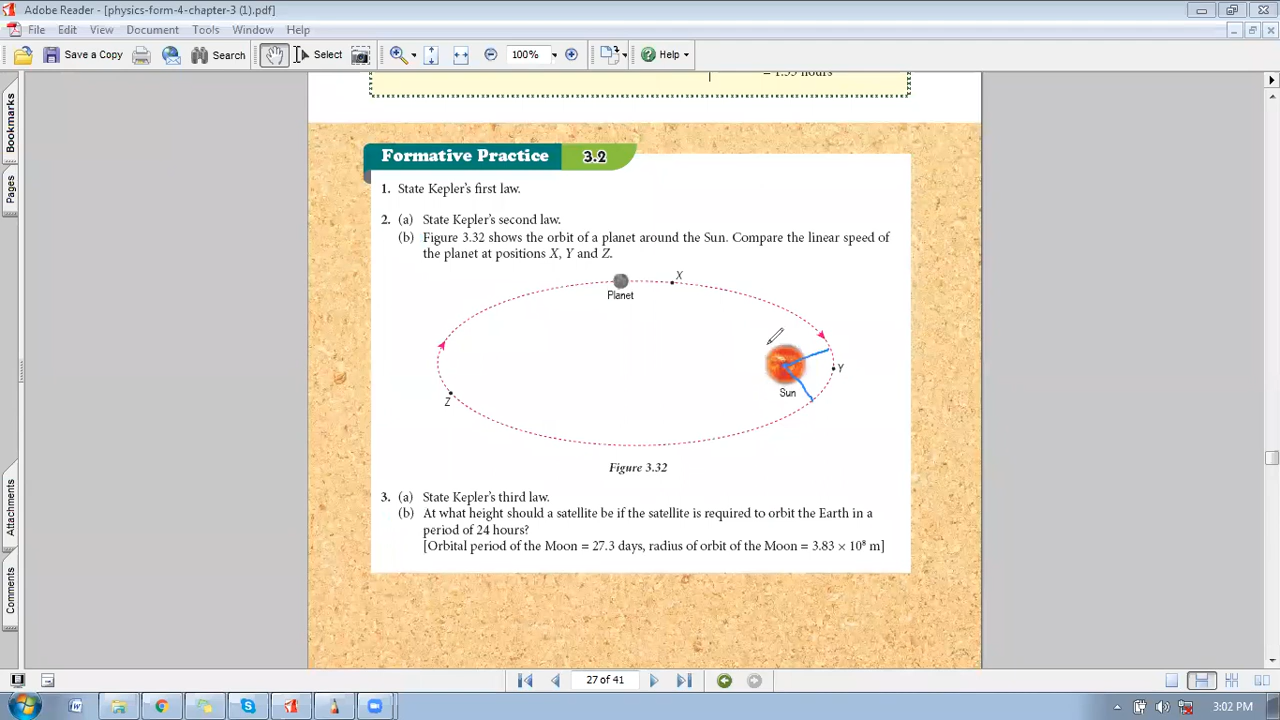 Adobe Reader - [physics-form-4-chapter-3 (1).pdf]
File Edit View Document Tools Window Help
Save a Copy Search Select 100% Help
Bookmarks
Pages
Attachments
Comments
= 1.53 hours
Formative Practice 3.2
1. State Kepler's first law.
2. (a) State Kepler's second law.
(b) Figure 3.32 shows the orbit of a planet around the Sun. Compare the linear speed of
the planet at positions X, Y and Z.
X
Planet
Y
Sun
Z
Figure 3.32
3. (a) State Kepler's third law.
(b) At what height should a satellite be if the satellite is required to orbit the Earth in a
period of 24 hours?
[Orbital period of the Moon = 27.3 days, radius of orbit of the Moon = 3.83 × 10⁸ m]
27 of 41
3:02 PM